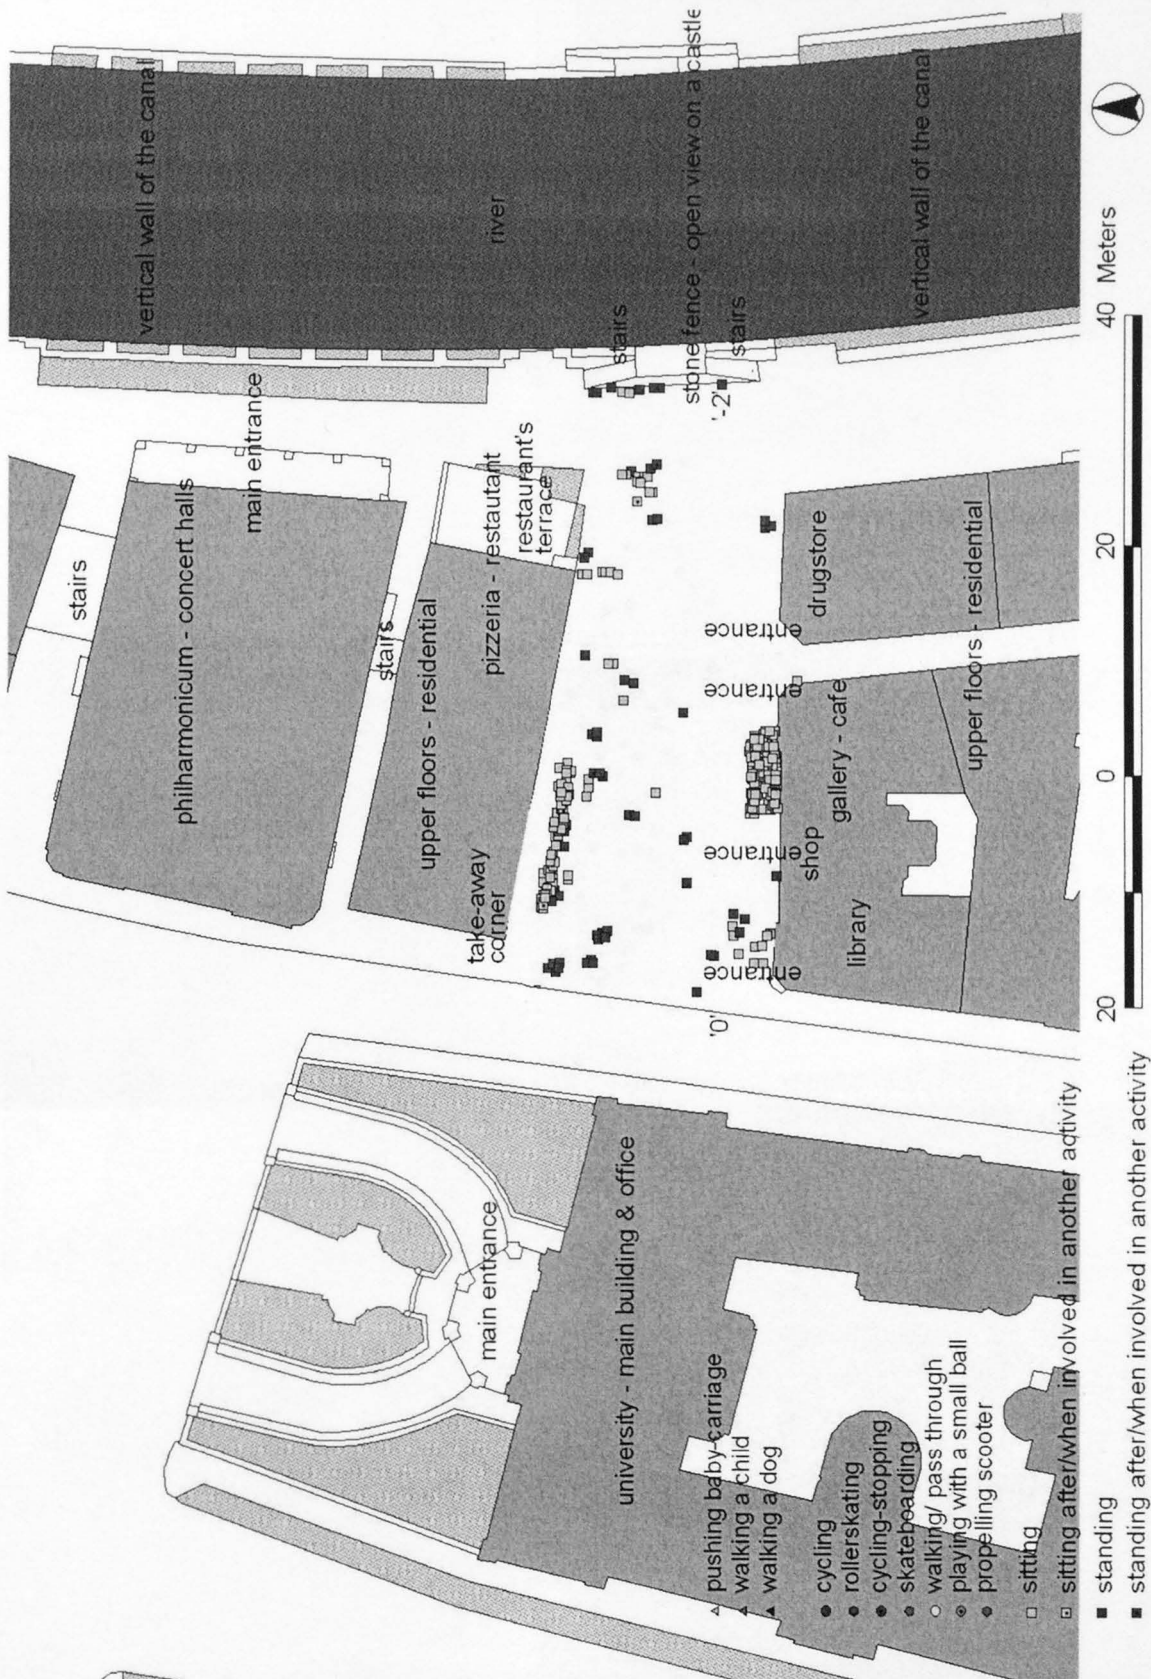 vertical wall of the canal
river
stone fence - open view on a castle
vertical wall of the canal
stairs
stairs
'-2'
main entrance
philharmonicum - concert halls
stairs
stairs
upper floors - residential
pizzeria - restautant
restaurant's
terrace
take-away
corner
entrance
entrance
entrance
entrance
drugstore
upper floors - residential
gallery - cafe
shop
library
'0'
main entrance
university - main building & office
20
0
20
40 Meters
pushing baby-carriage
walking a child
walking a dog
cycling
rollerskating
cycling-stopping
skateboarding
walking/ pass through
playing with a small ball
propelling scooter
sitting
sitting after/when involved in another activity
standing
standing after/when involved in another activity